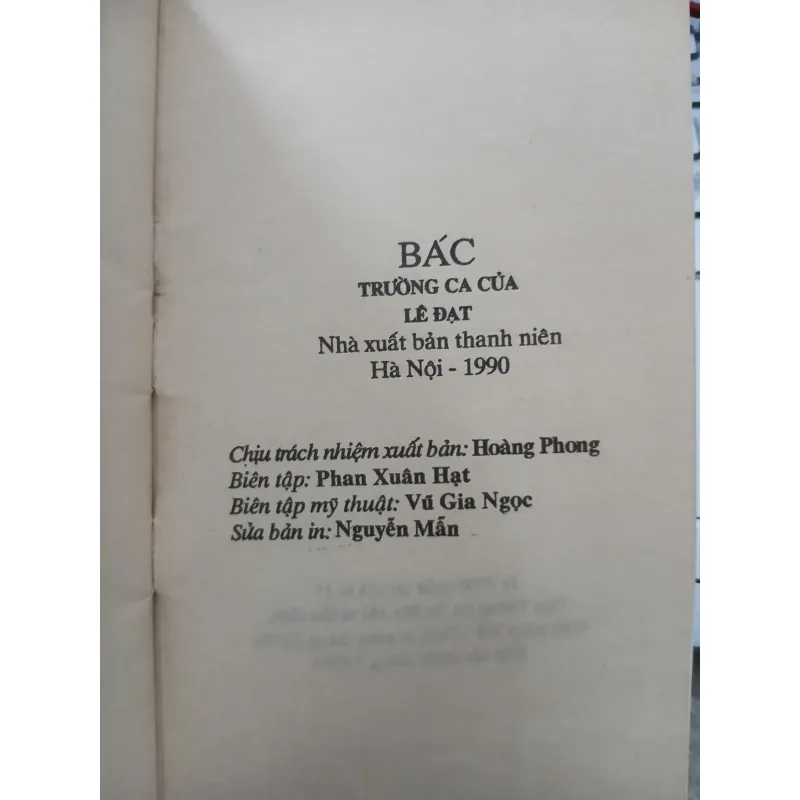 BÁC
TRƯỜNG CA CỦA
LÊ ĐẠT
Nhà xuất bản thanh niên
Hà Nội - 1990
Chịu trách nhiệm xuất bản: Hoàng Phong
Biên tập: Phan Xuân Hạt
Biên tập mỹ thuật: Vũ Gia Ngọc
Sửa bản in: Nguyễn Mẫn